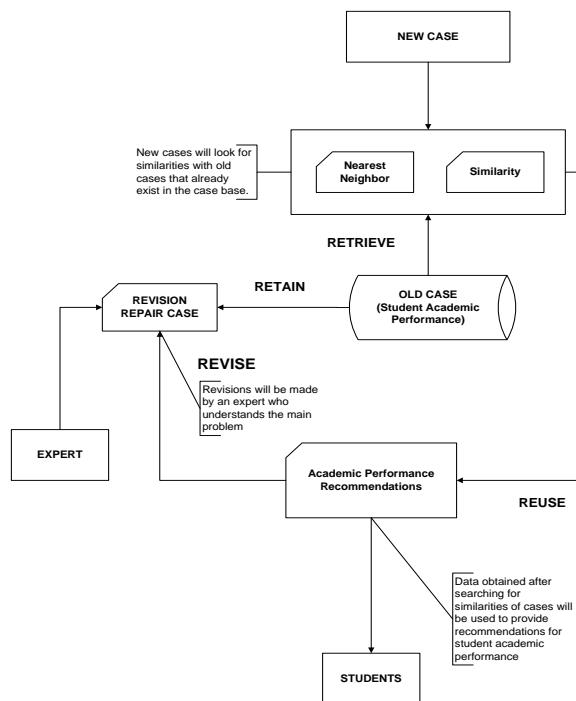 NEW CASE
New cases will look for
similarities with old
cases that already
exist in the case base.
Nearest
Neighbor
Similarity
RETRIEVE
RETAIN
OLD CASE
(Student Academic
Performance)
REVISION
REPAIR CASE
REVISE
Revisions will be made
by an expert who
understands the main
problem
EXPERT
Academic Performance
Recommendations
REUSE
Data obtained after
searching for
similarities of cases will
be used to provide
recommendations for
student academic
performance
STUDENTS